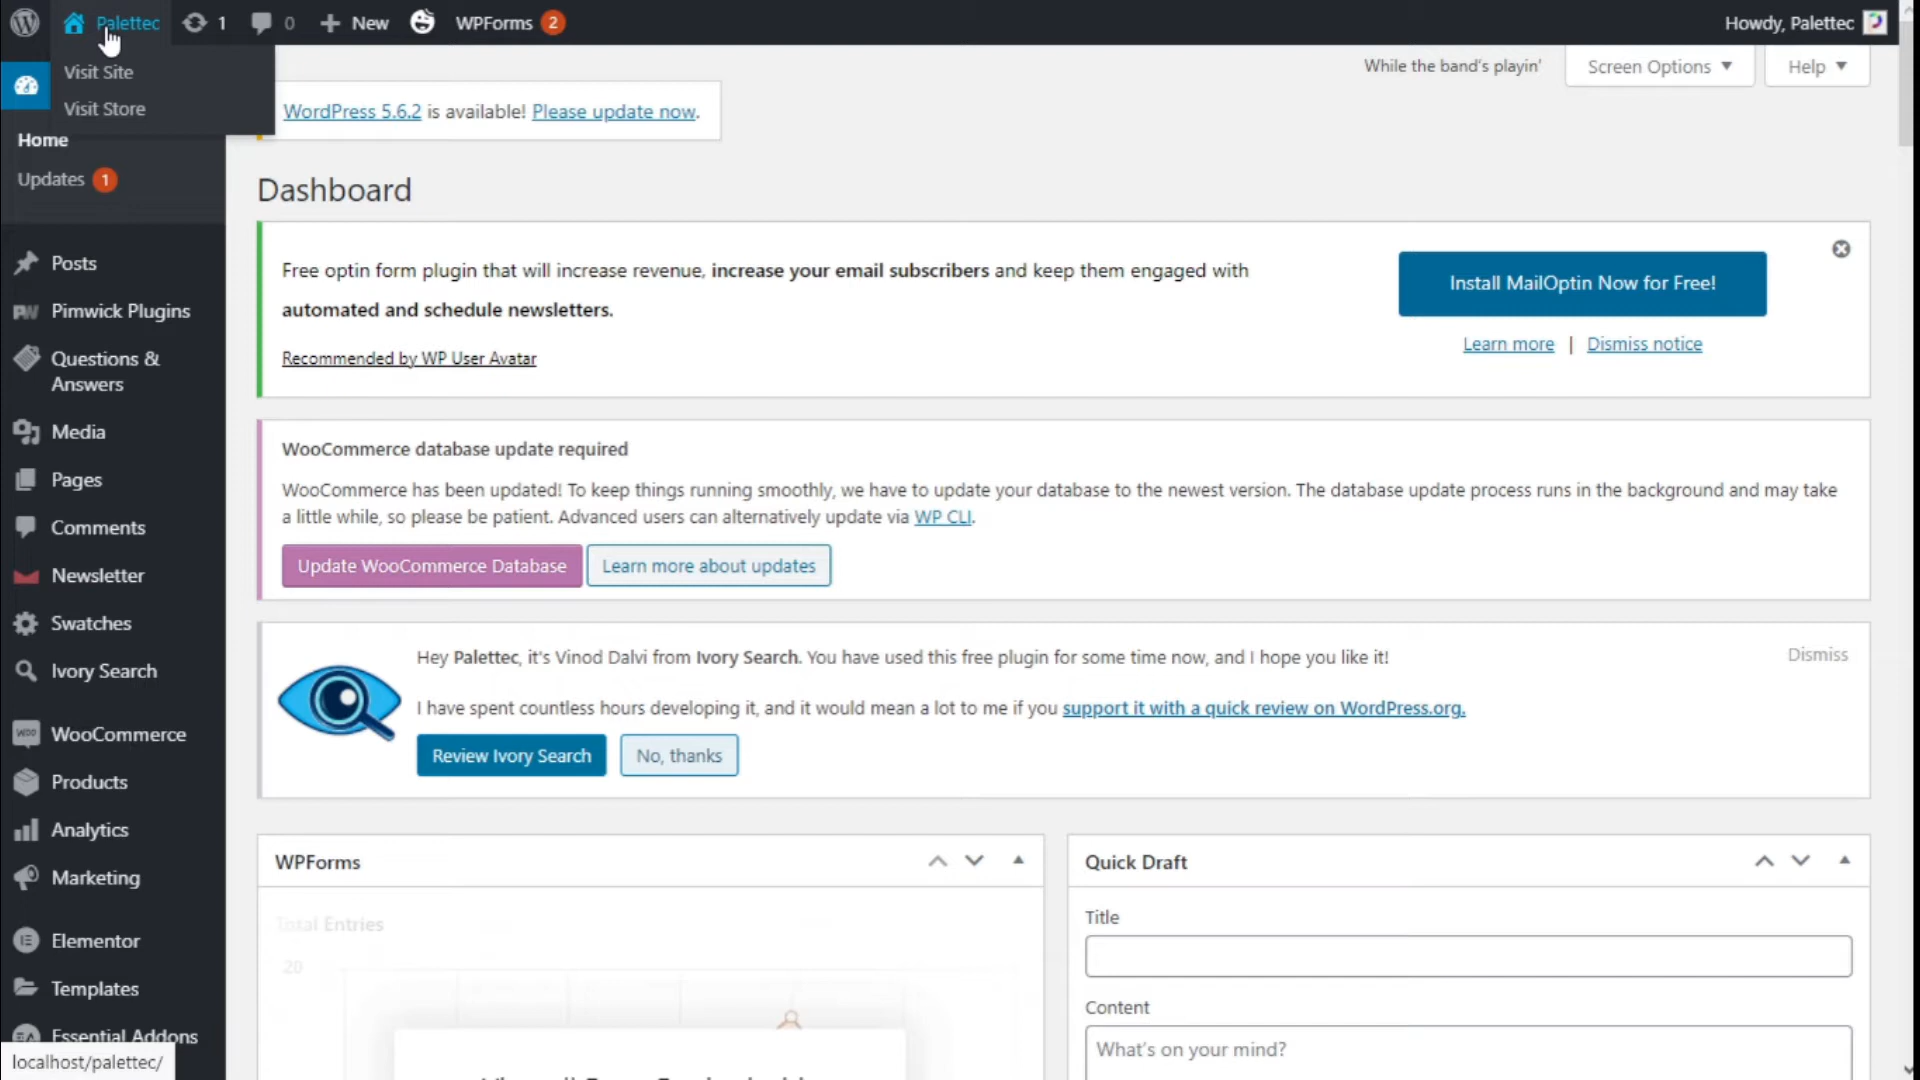 Palettec 1 0 New WPForms 2 Howdy, Palettec
Visit Site
Visit Store
While the band's playin'
Screen Options
Help
WordPress 5.6.2 is available! Please update now.
Home
Updates 1
Dashboard
Posts
Pimwick Plugins
Questions &
Answers
Media
Pages
Comments
Newsletter
Swatches
Ivory Search
WooCommerce
Products
Analytics
Marketing
Elementor
Templates
Essential Addons
localhost/palettec/
Free optin form plugin that will increase revenue, increase your email subscribers and keep them engaged with
automated and schedule newsletters.
Recommended by WP User Avatar
Install MailOptin Now for Free!
Learn more | Dismiss notice
WooCommerce database update required
WooCommerce has been updated! To keep things running smoothly, we have to update your database to the newest version. The database update process runs in the background and may take
a little while, so please be patient. Advanced users can alternatively update via WP CLI.
Update WooCommerce Database
Learn more about updates
Hey Palettec, it's Vinod Dalvi from Ivory Search. You have used this free plugin for some time now, and I hope you like it!
Dismiss
I have spent countless hours developing it, and it would mean a lot to me if you support it with a quick review on WordPress.org.
Review Ivory Search
No, thanks
WPForms
Total Entries
20
Quick Draft
Title
Content
What's on your mind?